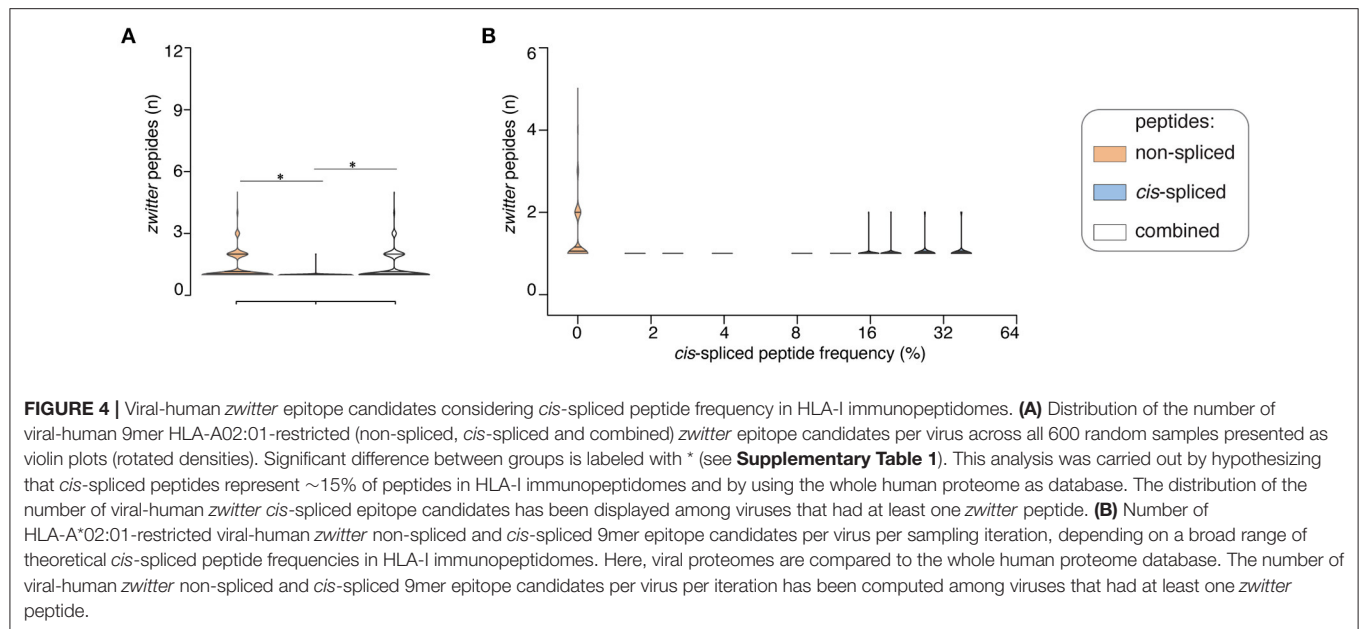 A
12
9
6
3
0
zwitter pepides (n)
*
*
B
6
4
2
0
zwitter peptides (n)
0 2 4 8 16 32 64
cis-spliced peptide frequency (%)
peptides:
non-spliced
cis-spliced
combined
FIGURE 4 | Viral-human zwitter epitope candidates considering cis-spliced peptide frequency in HLA-I immunopeptidomes. (A) Distribution of the number of
viral-human 9mer HLA-A02:01-restricted (non-spliced, cis-spliced and combined) zwitter epitope candidates per virus across all 600 random samples presented as
violin plots (rotated densities). Significant difference between groups is labeled with * (see Supplementary Table 1). This analysis was carried out by hypothesizing
that cis-spliced peptides represent ~15% of peptides in HLA-I immunopeptidomes and by using the whole human proteome as database. The distribution of the
number of viral-human zwitter cis-spliced epitope candidates has been displayed among viruses that had at least one zwitter peptide. (B) Number of
HLA-A*02:01-restricted viral-human zwitter non-spliced and cis-spliced 9mer epitope candidates per virus per sampling iteration, depending on a broad range of
theoretical cis-spliced peptide frequencies in HLA-I immunopeptidomes. Here, viral proteomes are compared to the whole human proteome database. The number of
viral-human zwitter non-spliced and cis-spliced 9mer epitope candidates per virus per iteration has been computed among viruses that had at least one zwitter
peptide.